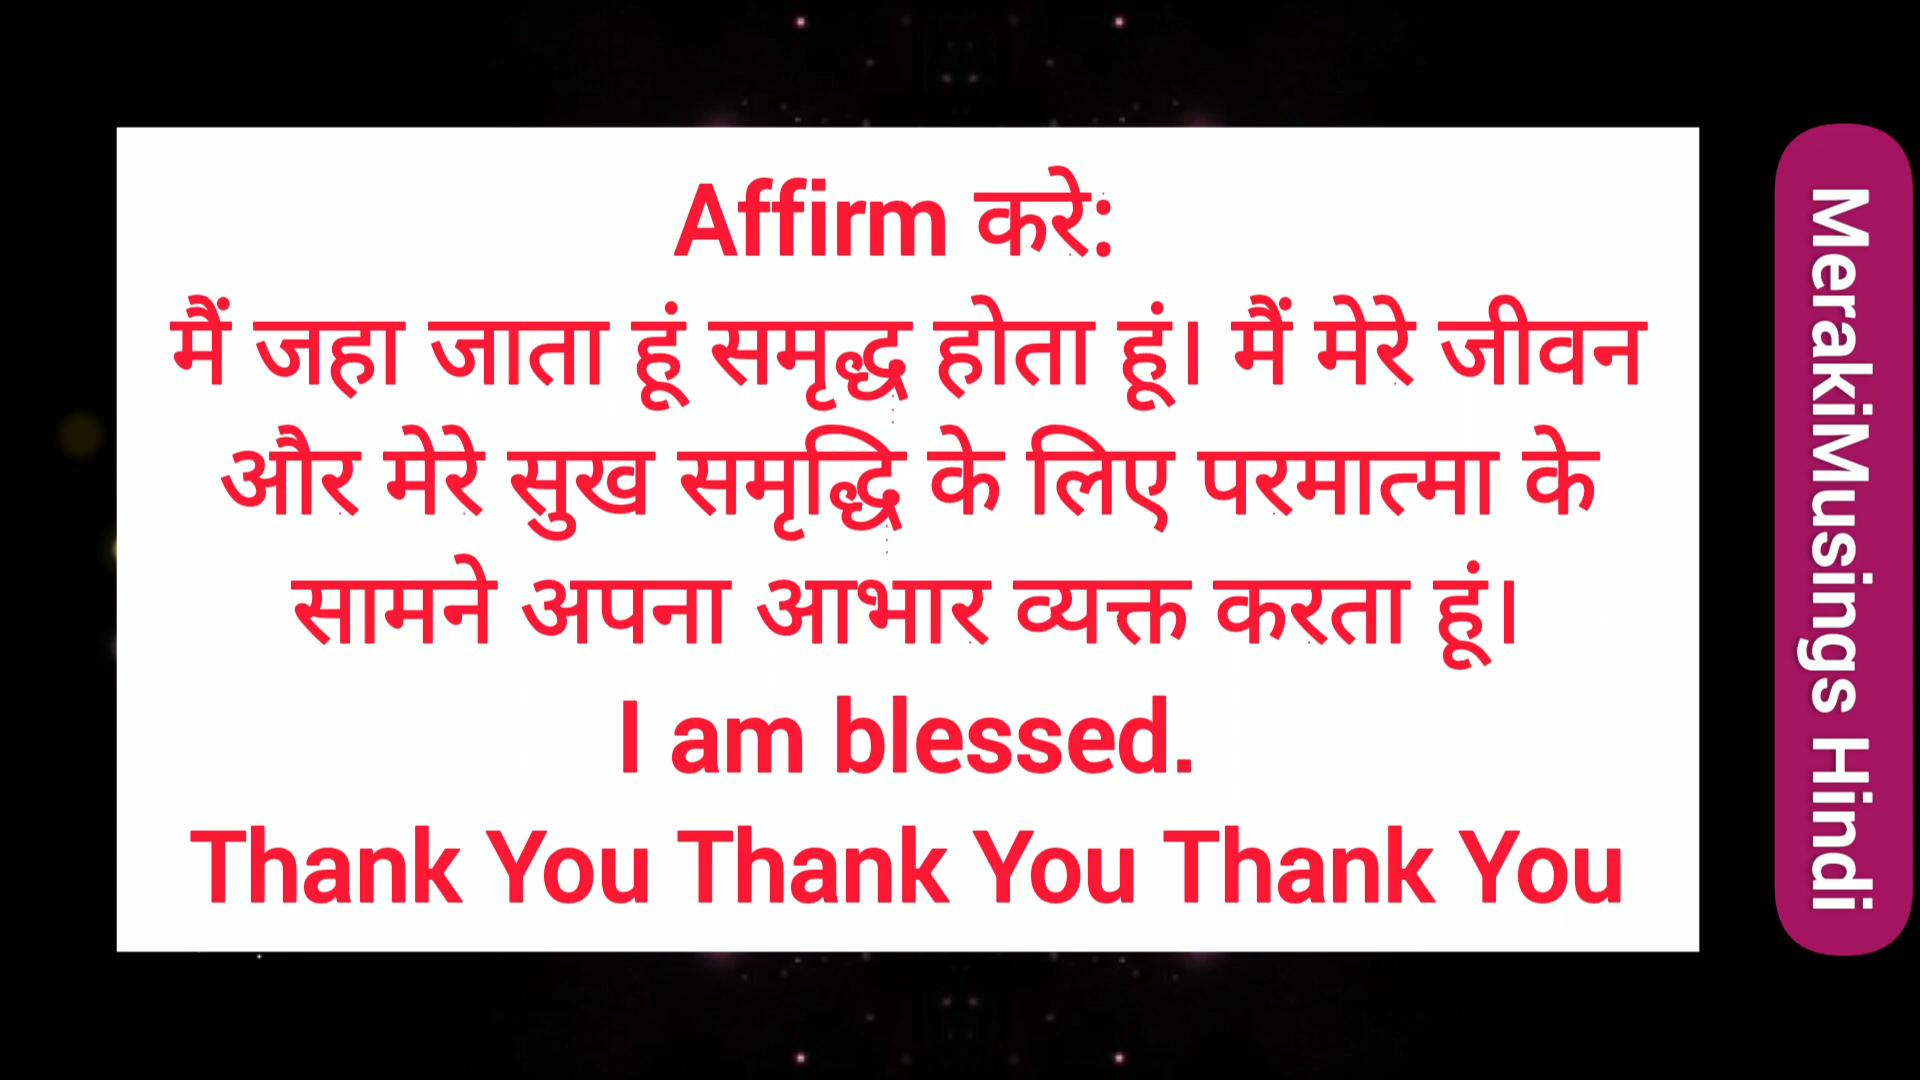 Affirm करे:
मैं जहा जाता हूं समृद्ध होता हूं। मैं मेरे जीवन
और मेरे सुख समृद्धि के लिए परमात्मा के
सामने अपना आभार व्यक्त करता हूं।
I am blessed.
Thank You Thank You Thank You
MerakiMusings Hindi